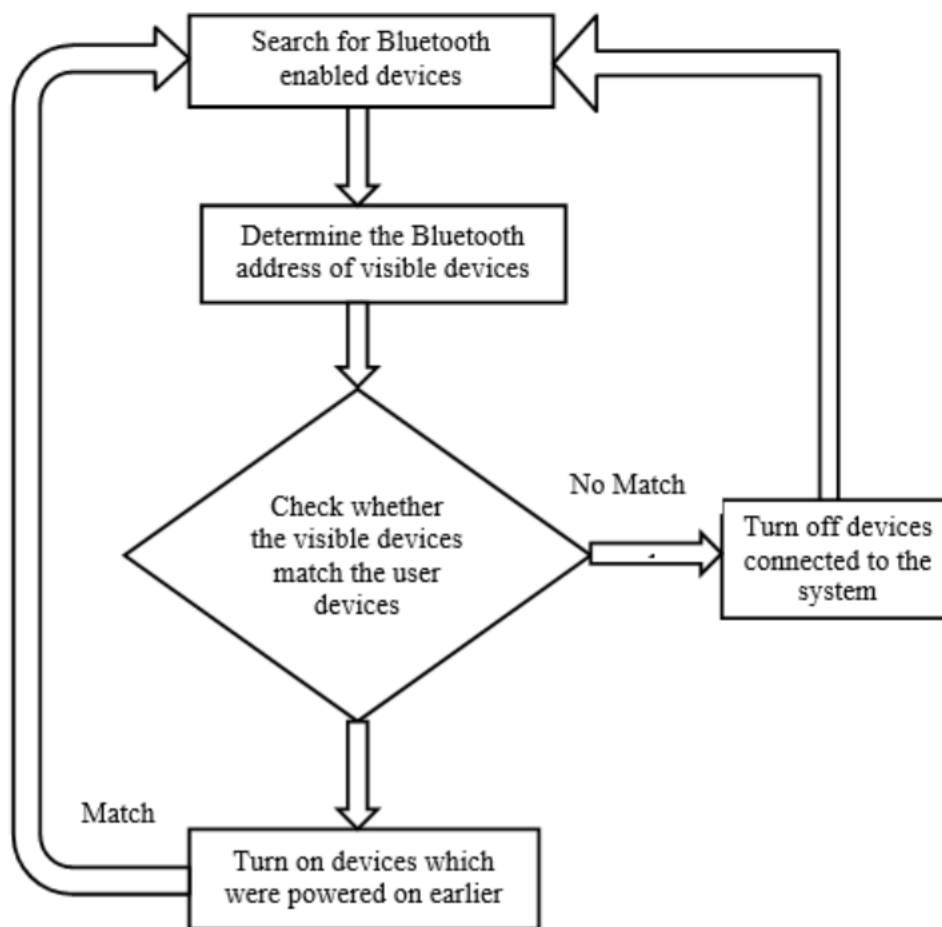 Search for Bluetooth
enabled devices
Determine the Bluetooth
address of visible devices
Check whether
the visible devices
match the user
devices
No Match
Turn off devices
connected to the
system
Match
Turn on devices which
were powered on earlier